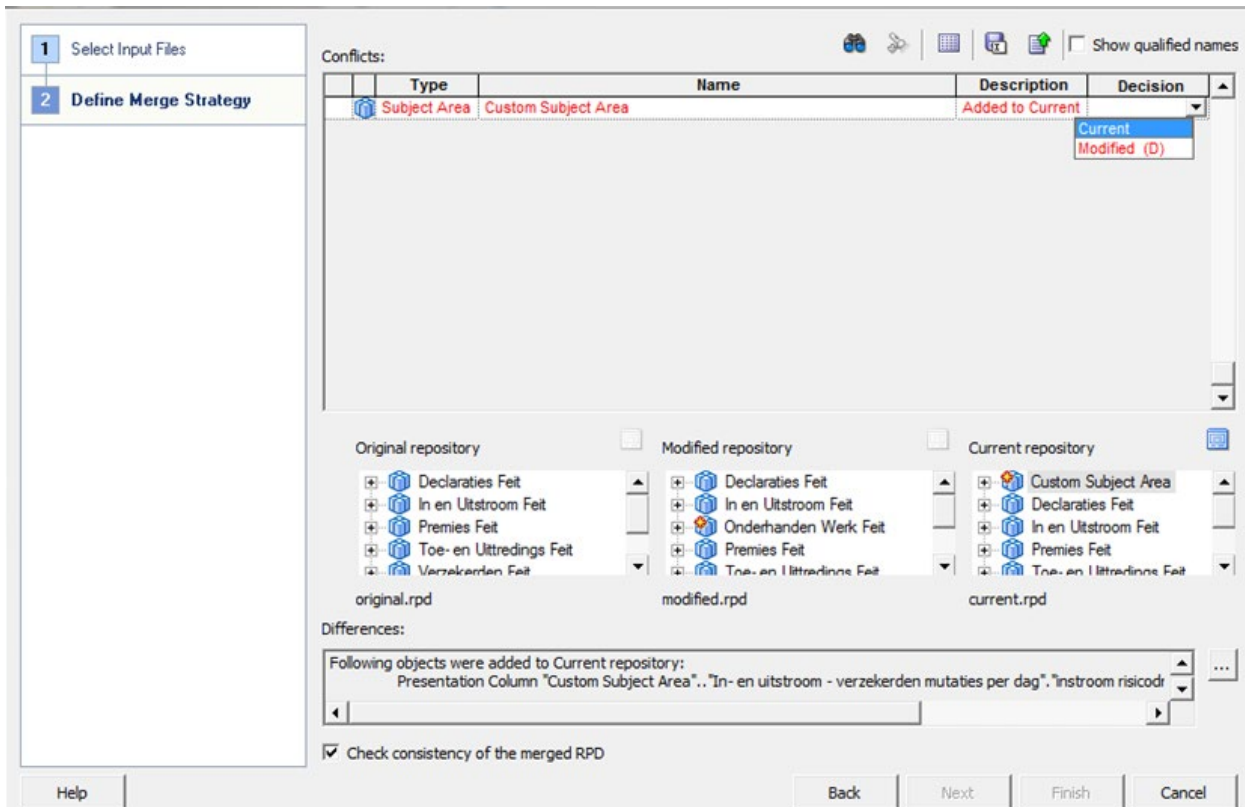 1 Select Input Files
2 Define Merge Strategy
Conflicts:
Show qualified names
Type Name Description Decision
Subject Area Custom Subject Area Added to Current
Current
Modified (D)
Original repository Modified repository Current repository
Declaraties Feit Declaraties Feit Custom Subject Area
In en Uitstroom Feit In en Uitstroom Feit Declaraties Feit
Premies Feit Onderhanden Werk Feit In en Uitstroom Feit
Toe- en Uittredings Feit Premies Feit Premies Feit
Verzekerden Feit Toe- en Uittredings Feit Toe- en Uittredings Feit
original.rpd modified.rpd current.rpd
Differences:
Following objects were added to Current repository:
Presentation Column "Custom Subject Area".."In- en uitstroom - verzekerden mutaties per dag"."instroom risicodr
...
Check consistency of the merged RPD
Help Back Next Finish Cancel